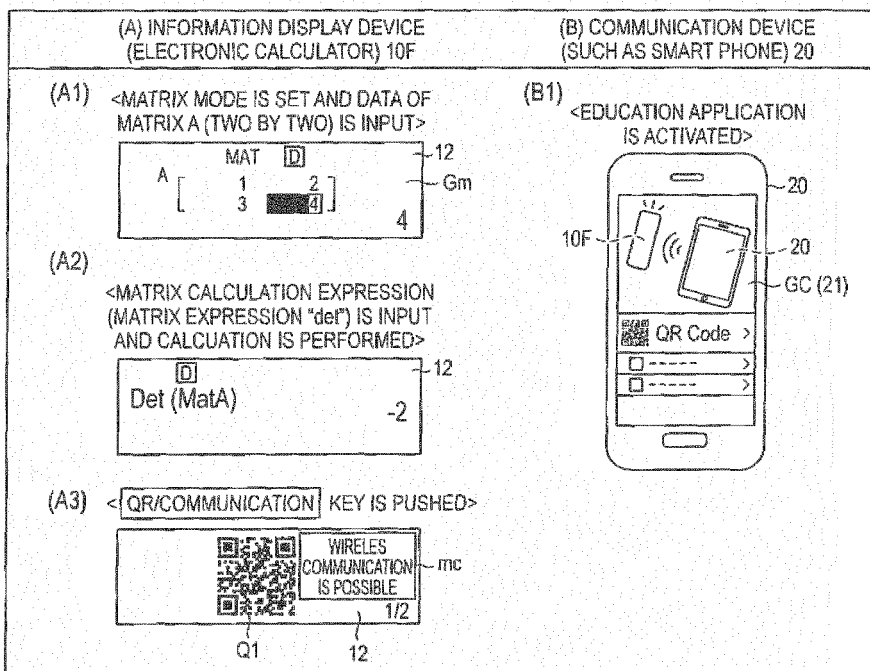 (A) INFORMATION DISPLAY DEVICE
(ELECTRONIC CALCULATOR) 10F
(B) COMMUNICATION DEVICE
(SUCH AS SMART PHONE) 20
(A1)
<MATRIX MODE IS SET AND DATA OF
MATRIX A (TWO BY TWO) IS INPUT>
MAT D
A
1 2
3 4
4
12
Gm
(A2)
<MATRIX CALCULATION EXPRESSION
(MATRIX EXPRESSION "det") IS INPUT
AND CALCUATION IS PERFORMED>
D
Det (MatA)
-2
12
(A3) < QR/COMMUNICATION KEY IS PUSHED>
WIRELES
COMMUNICATION
IS POSSIBLE
1/2
mc
Q1
12
(B1)
<EDUCATION APPLICATION
IS ACTIVATED>
20
10F
20
GC (21)
QR Code >
----- >
----- >